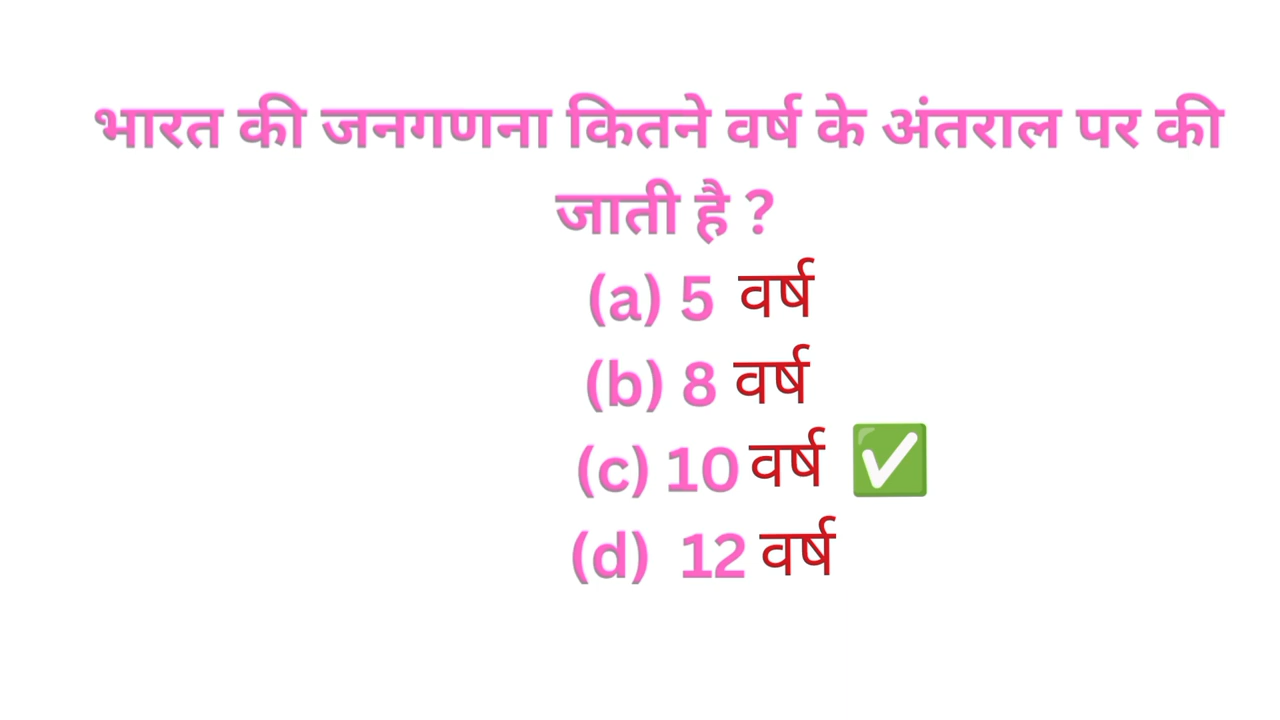 भारत की जनगणना कितने वर्ष के अंतराल पर की
जाती है ?
(a) 5 वर्ष
(b) 8 वर्ष
(c) 10 वर्ष ✅
(d) 12 वर्ष